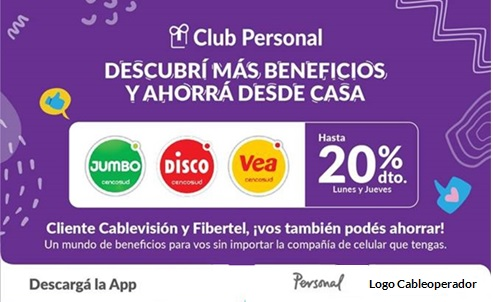 Club Personal
DESCUBRÍ MÁS BENEFICIOS
Y AHORRÁ DESDE CASA
JUMBO
cencosud
DISCO
cencosud
Vea
cencosud
Hasta
20%
dto.
Lunes y Jueves
Cliente Cablevisión y Fibertel, ¡vos también podés ahorrar!
Un mundo de beneficios para vos sin importar la compañía de celular que tengas.
Descargá la App
Personal
Logo Cableoperador